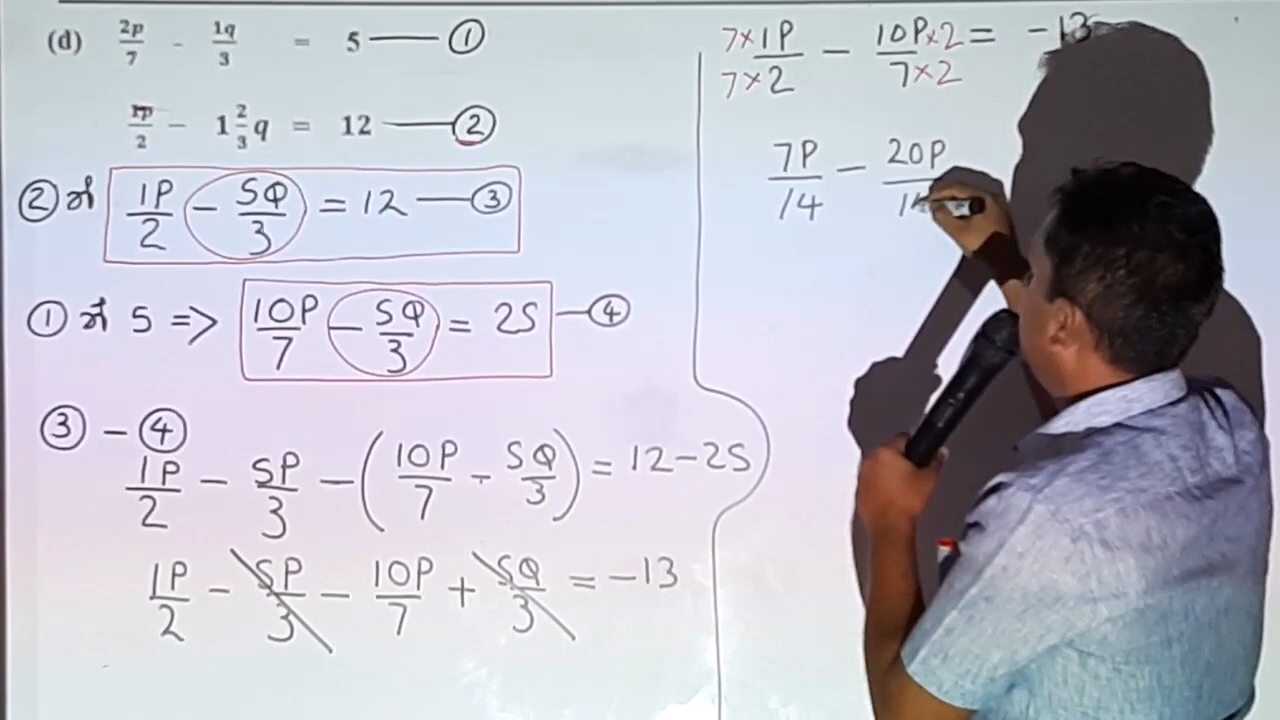 (d) 2p/7 - 1q/3 = 5 ——— ①
1p/2 - 1 2/3 q = 12 ——— ②
② න් 1P/2 - 5Q/3 = 12 — ③
① න් 5 => 10P/7 - 5Q/3 = 25 — ④
③ - ④
1P/2 - 5P/3 - (10P/7 - 5Q/3) = 12-25
1P/2 - 5P/3 - 10P/7 + 5Q/3 = -13
7×1P/7×2 - 10P×2/7×2 = -13
7P/14 - 20P/14